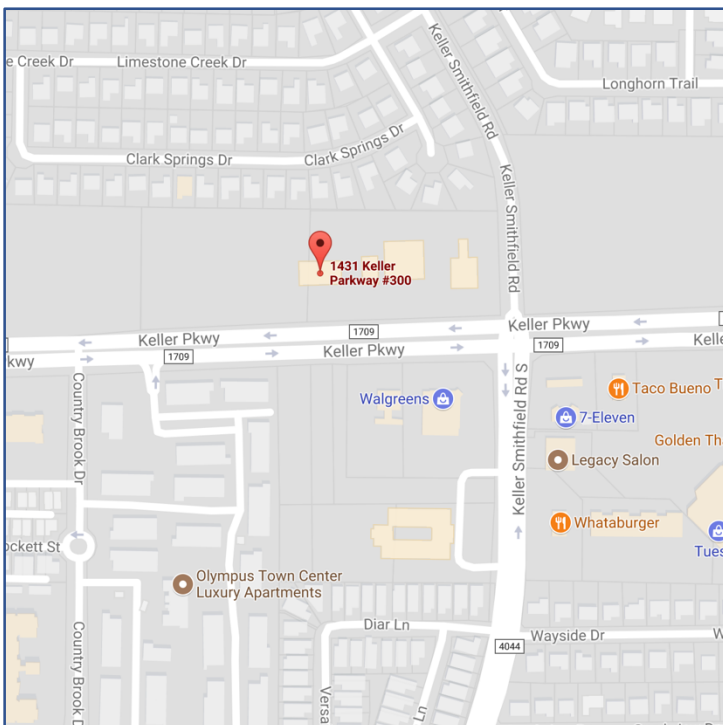 e Creek Dr
Limestone Creek Dr
Keller Smithfield Rd
Longhorn Trail
Clark Springs Dr
Clark Springs Dr
Keller Smithfield Rd
1431 Keller
Parkway #300
Keller Pkwy
1709
Keller Pkwy
kwy
1709
Keller Pkwy
1709
Kelle
Country Brook Dr
Walgreens
Keller Smithfield Rd S
Taco Bueno
T
7-Eleven
Golden Tha
Legacy Salon
Whataburger
Tues
ockett St
Olympus Town Center
Luxury Apartments
Diar Ln
Wayside Dr
W
4044
Country Brook D
Versa
Ln